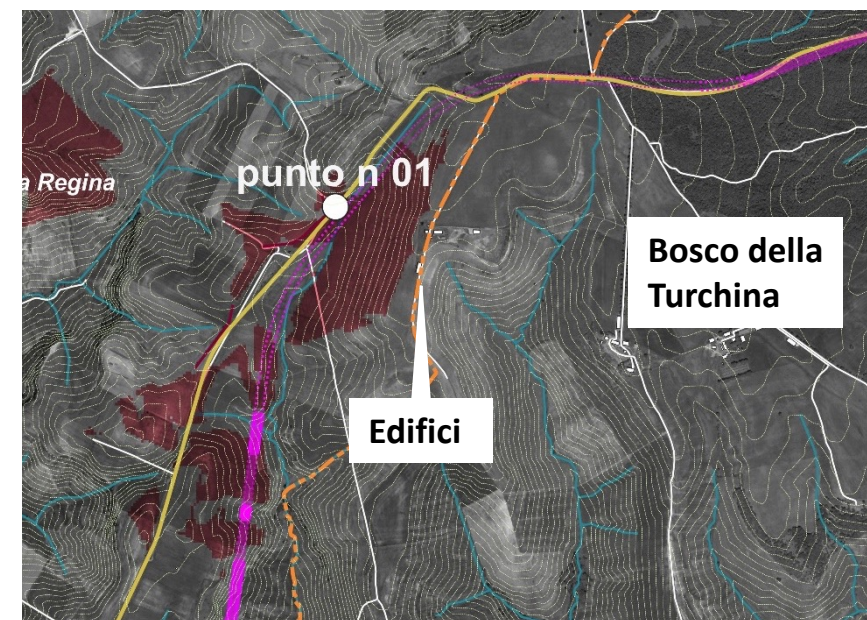 punto n 01
a Regina
Bosco della
Turchina
Edifici